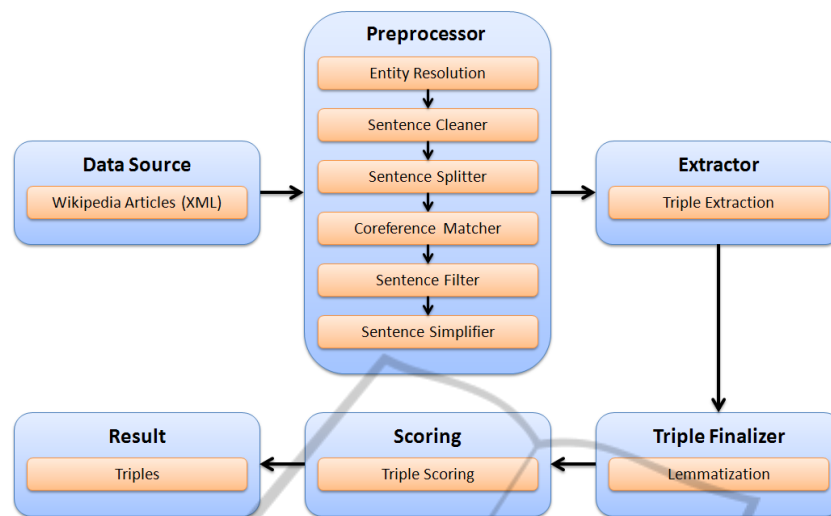 Preprocessor
Entity Resolution
Sentence Cleaner
Sentence Splitter
Coreference Matcher
Sentence Filter
Sentence Simplifier
Data Source
Wikipedia Articles (XML)
Extractor
Triple Extraction
Result
Triples
Scoring
Triple Scoring
Triple Finalizer
Lemmatization